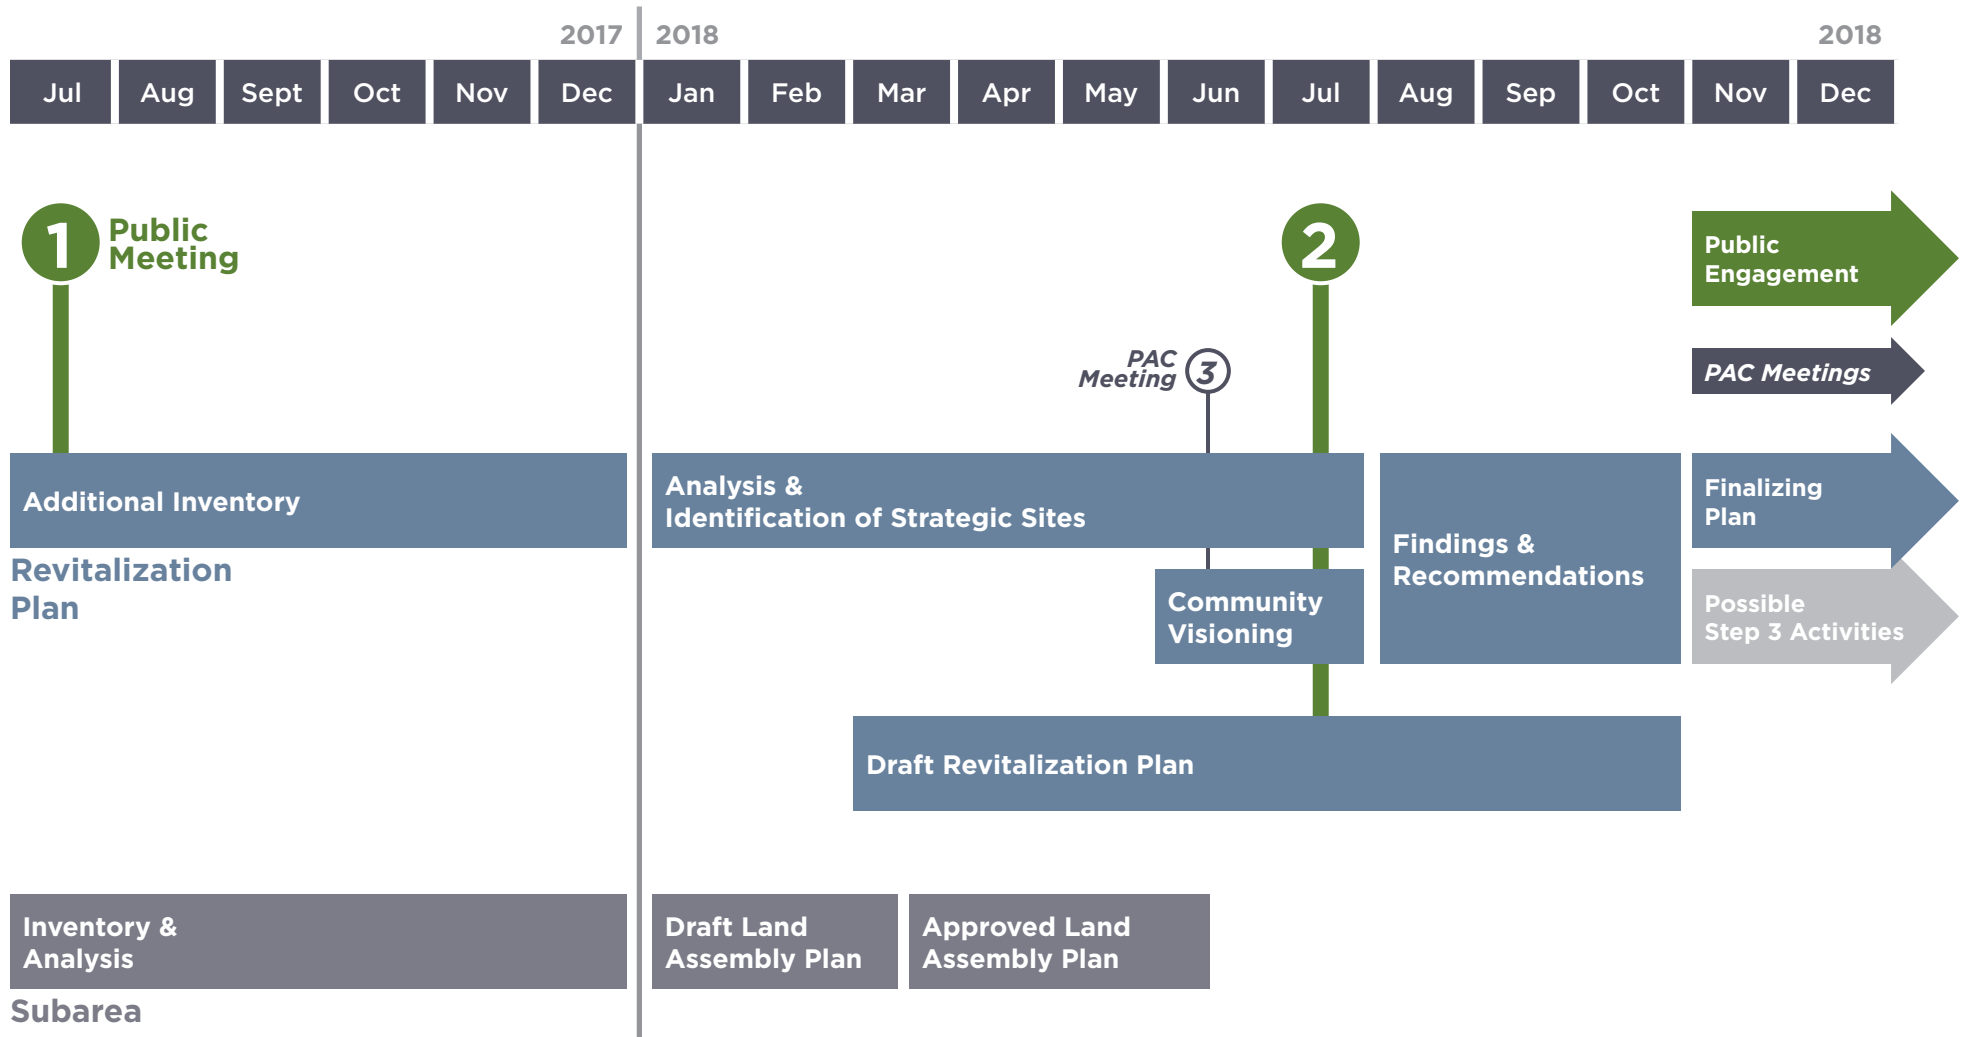 2017 2018 2018
Jul Aug Sept Oct Nov Dec Jan Feb Mar Apr May Jun Jul Aug Sep Oct Nov Dec
1 Public
Meeting
2
Public
Engagement
PAC
Meeting 3
PAC Meetings
Additional Inventory
Analysis &
Identification of Strategic Sites
Findings &
Recommendations
Finalizing
Plan
Revitalization
Plan
Community
Visioning
Possible
Step 3 Activities
Draft Revitalization Plan
Inventory &
Analysis
Draft Land
Assembly Plan
Approved Land
Assembly Plan
Subarea